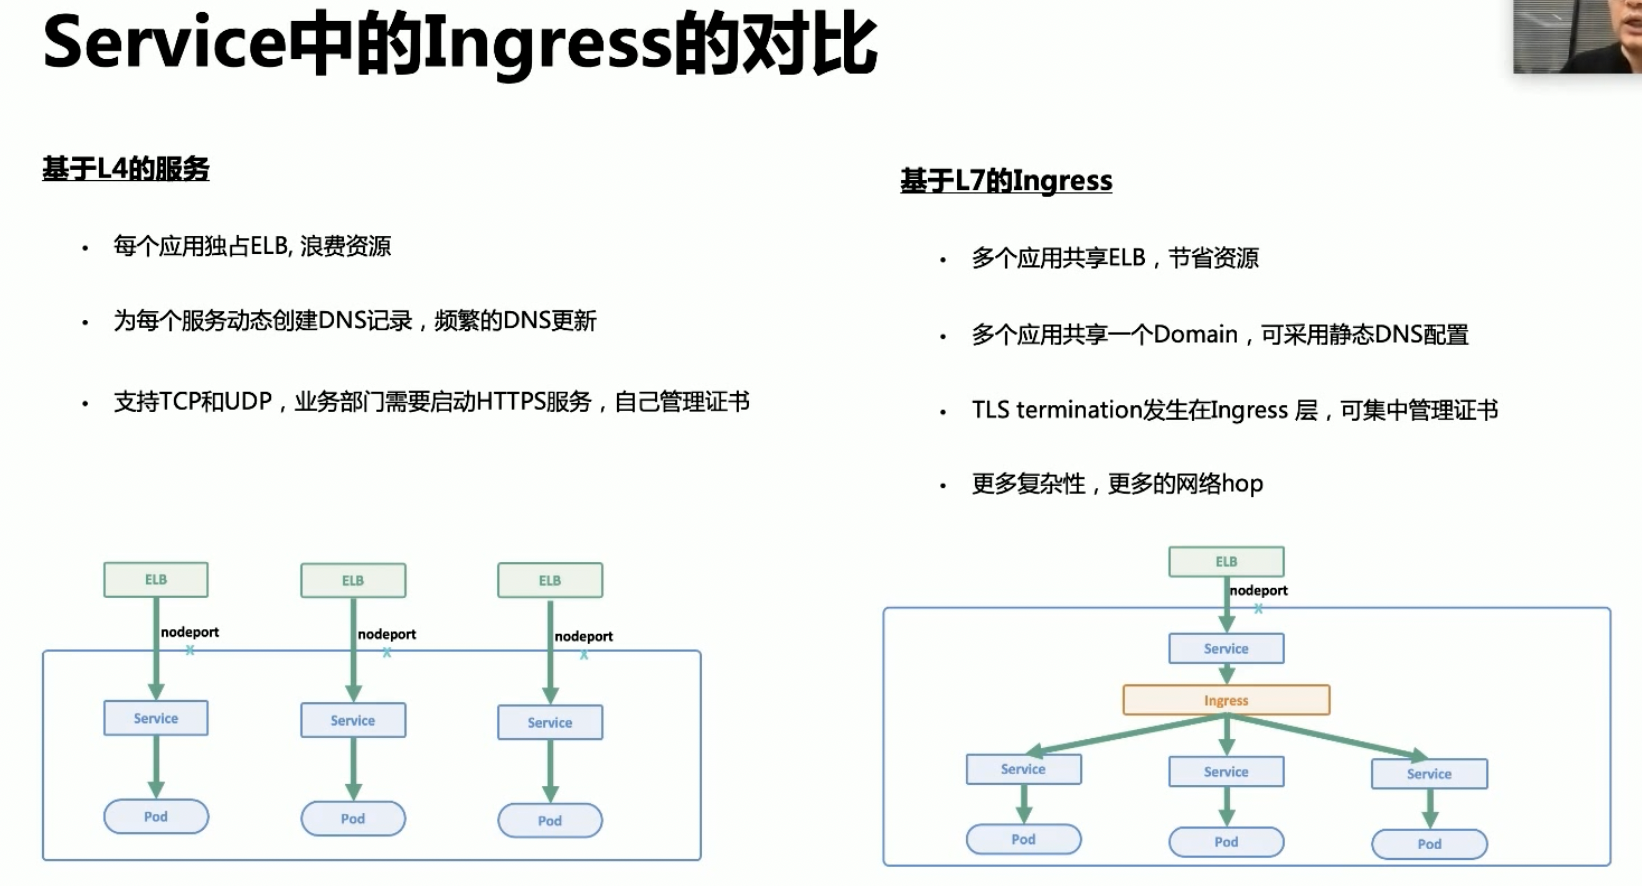 Service中的Ingress的对比
基于L4的服务
• 每个应用独占ELB, 浪费资源
• 为每个服务动态创建DNS记录，频繁的DNS更新
• 支持TCP和UDP，业务部门需要启动HTTPS服务，自己管理证书
基于L7的Ingress
• 多个应用共享ELB，节省资源
• 多个应用共享一个Domain，可采用静态DNS配置
• TLS termination发生在Ingress 层，可集中管理证书
• 更多复杂性，更多的网络hop
ELB
ELB
ELB
nodeport
nodeport
nodeport
Service
Service
Service
Pod
Pod
Pod
ELB
nodeport
Service
Ingress
Service
Service
Service
Pod
Pod
Pod